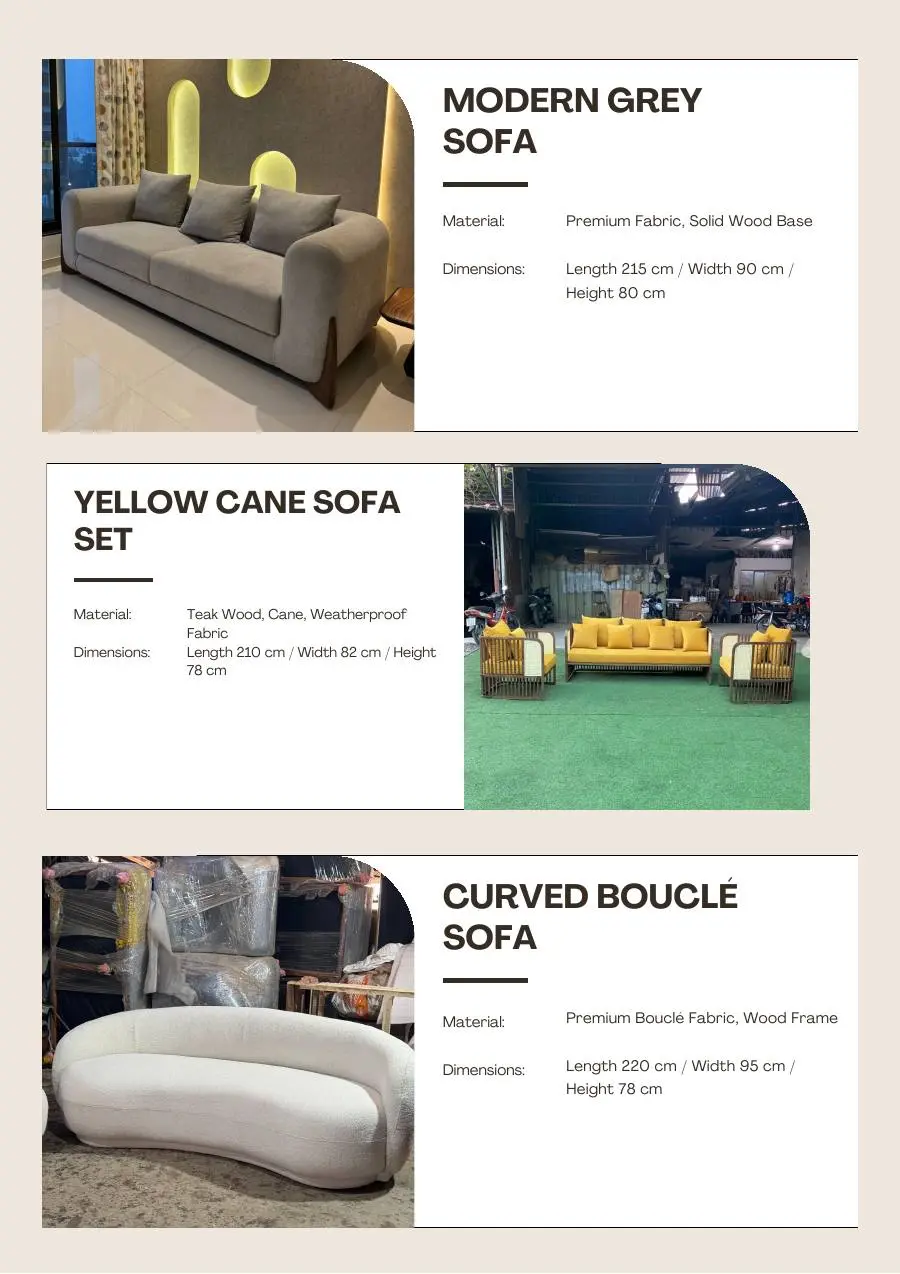 MODERN GREY
SOFA
Material: Premium Fabric, Solid Wood Base
Dimensions: Length 215 cm / Width 90 cm /
Height 80 cm
YELLOW CANE SOFA
SET
Material: Teak Wood, Cane, Weatherproof
Fabric
Dimensions: Length 210 cm / Width 82 cm / Height
78 cm
CURVED BOUCLÉ
SOFA
Material: Premium Bouclé Fabric, Wood Frame
Dimensions: Length 220 cm / Width 95 cm /
Height 78 cm